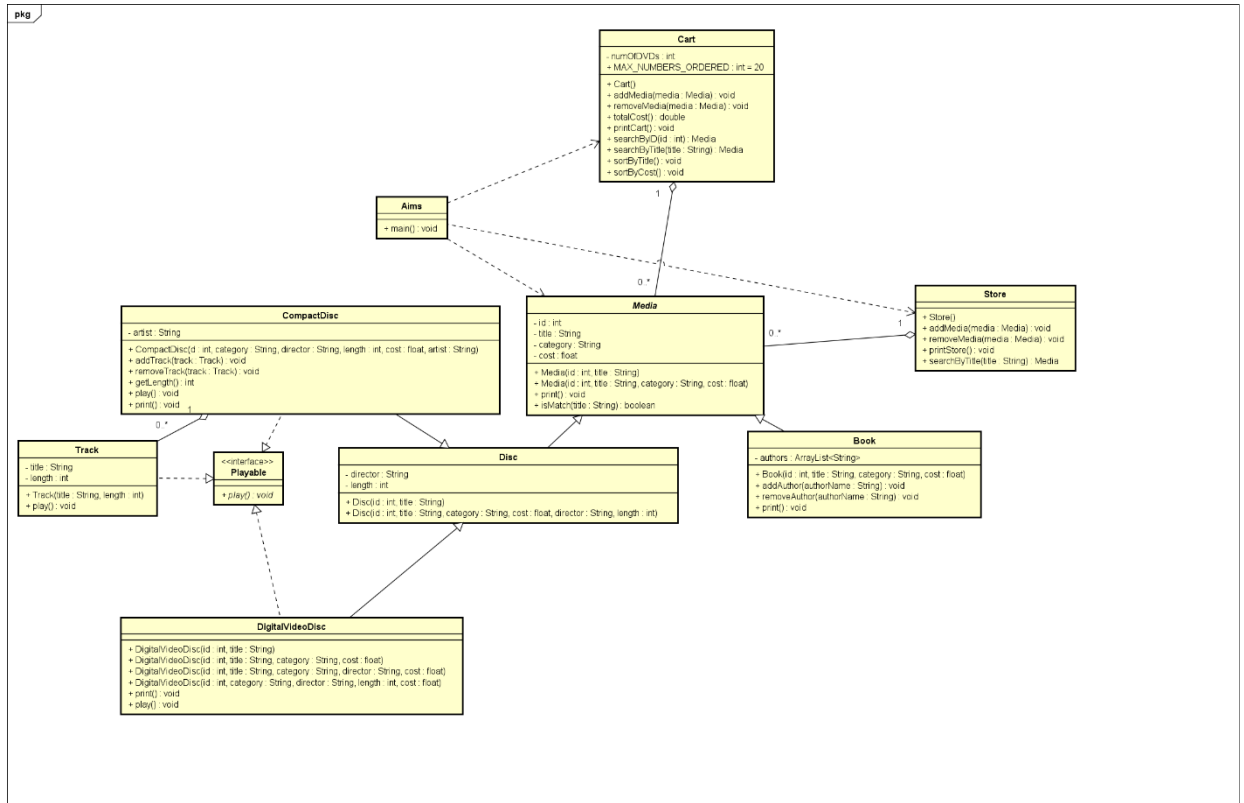 pkg
Cart
- numOfDVDs : int
+ MAX_NUMBERS_ORDERED : int = 20
+ Cart()
+ addMedia(media : Media) : void
+ removeMedia(media : Media) : void
+ totalCost() : double
+ printCart() : void
+ searchByID(id : int) : Media
+ searchByTitle(title : String) : Media
+ sortByTitle() : void
+ sortByCost() : void
1
Aims
+ main() : void
0..*
Media
- id : int
- title : String
- category : String
- cost : float
+ Media(id : int, title : String)
+ Media(id : int, title : String, category : String, cost : float)
+ print() : void
+ isMatch(title : String) : boolean
0..*
1
Store
+ Store()
+ addMedia(media : Media) : void
+ removeMedia(media : Media) : void
+ printStore() : void
+ searchByTitle(title : String) : Media
CompactDisc
- artist : String
+ CompactDisc(d : int, category : String, director : String, length : int, cost : float, artist : String)
+ addTrack(track : Track) : void
+ removeTrack(track : Track) : void
+ getLength() : int
+ play() : void
+ print() : void
1
0..*
Track
- title : String
- length : int
+ Track(title : String, length : int)
+ play() : void
<<interface>>
Playable
+ play() : void
Disc
- director : String
- length : int
+ Disc(id : int, title : String)
+ Disc(id : int, title : String, category : String, cost : float, director : String, length : int)
Book
- authors : ArrayList<String>
+ Book(id : int, title : String, category : String, cost : float)
+ addAuthor(authorName : String) : void
+ removeAuthor(authorName : String) : void
+ print() : void
DigitalVideoDisc
+ DigitalVideoDisc(id : int, title : String)
+ DigitalVideoDisc(id : int, title : String, category : String, cost : float)
+ DigitalVideoDisc(id : int, title : String, category : String, director : String, cost : float)
+ DigitalVideoDisc(id : int, category : String, director : String, length : int, cost : float)
+ print() : void
+ play() : void